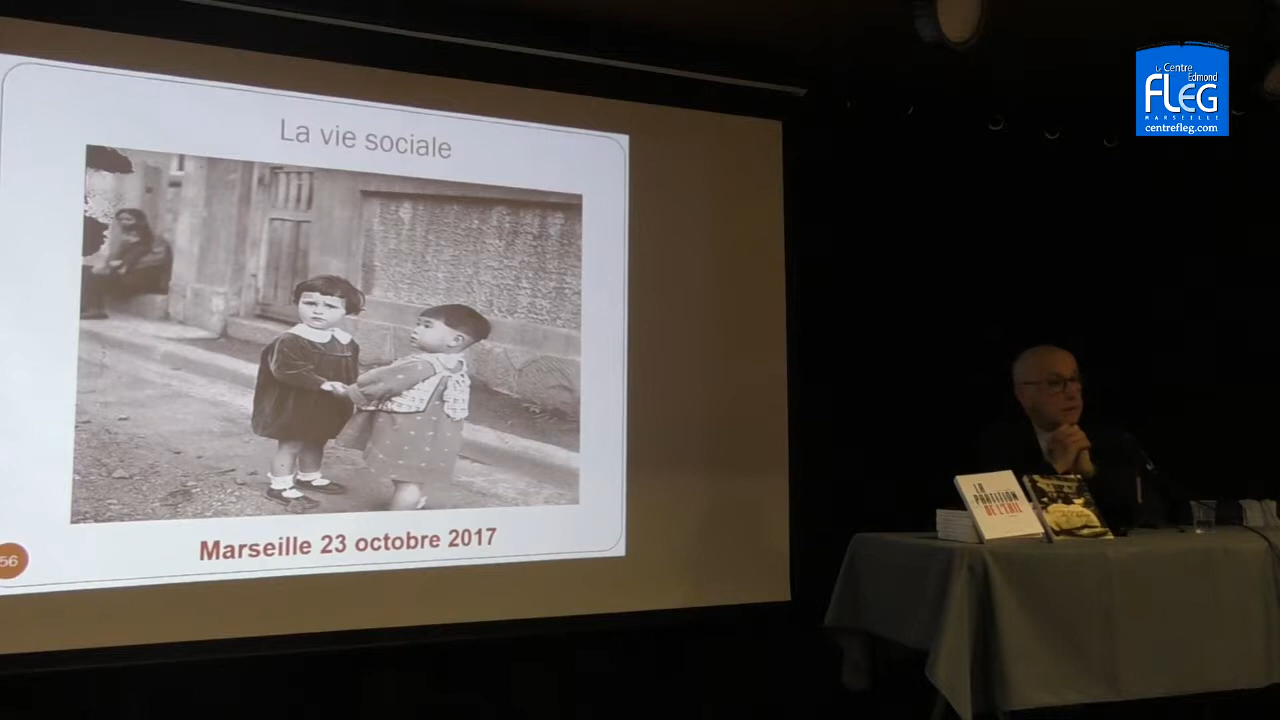 La vie sociale
Marseille 23 octobre 2017
56
Le Centre
Edmond
FLEG
MARSEILLE
centrefleg.com
LA
PARTITION
DE L'EXIL